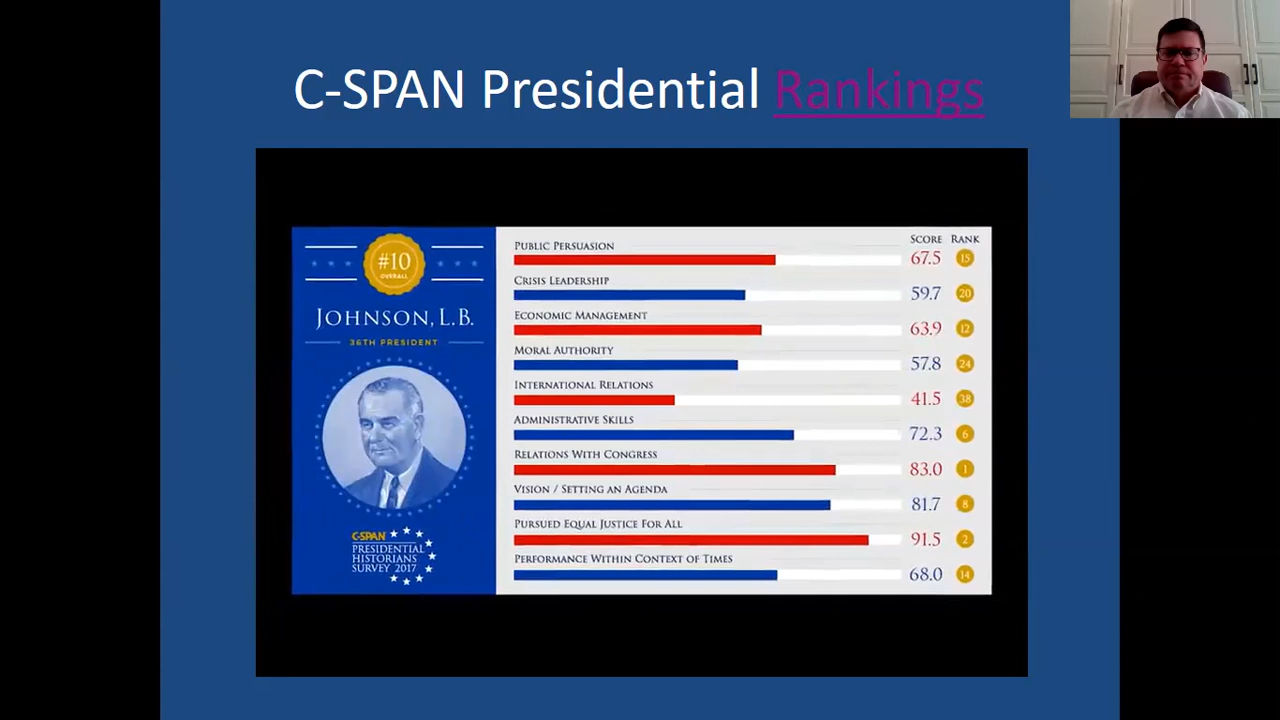 C-SPAN Presidential Rankings
#10
OVERALL
JOHNSON, L.B.
36TH PRESIDENT
C-SPAN
PRESIDENTIAL
HISTORIANS
SURVEY 2017
SCORE RANK
PUBLIC PERSUASION 67.5 15
CRISIS LEADERSHIP 59.7 20
ECONOMIC MANAGEMENT 63.9 12
MORAL AUTHORITY 57.8 24
INTERNATIONAL RELATIONS 41.5 38
ADMINISTRATIVE SKILLS 72.3 6
RELATIONS WITH CONGRESS 83.0 1
VISION / SETTING AN AGENDA 81.7 8
PURSUED EQUAL JUSTICE FOR ALL 91.5 2
PERFORMANCE WITHIN CONTEXT OF TIMES 68.0 14